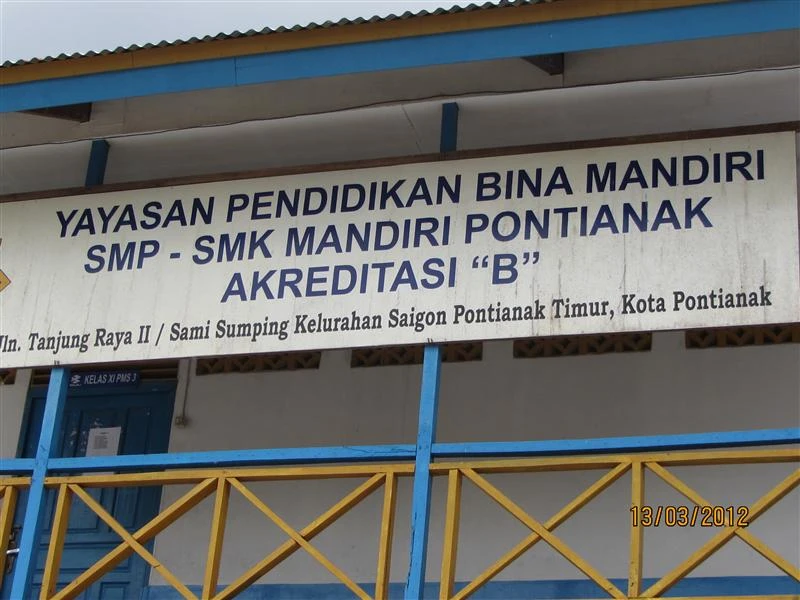 YAYASAN PENDIDIKAN BINA MANDIRI
SMP - SMK MANDIRI PONTIANAK
AKREDITASI “B”
Jln. Tanjung Raya II / Sami Sumping Kelurahan Saigon Pontianak Timur, Kota Pontianak
KELAS XI PMS 3
13/03/2012